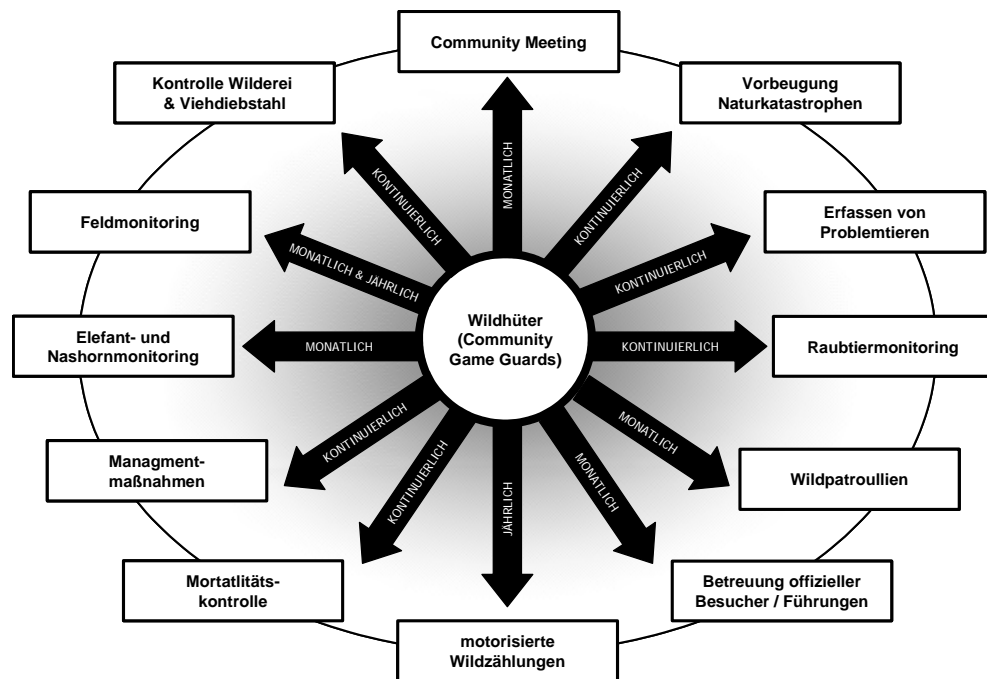 Community Meeting
Kontrolle Wilderei
& Viehdiebstahl
Vorbeugung
Naturkatastrophen
MONATLICH
KONTINUIERLICH
KONTINUIERLICH
Feldmonitoring
Erfassen von
Problemtieren
MONATLICH & JÄHRLICH
KONTINUIERLICH
Wildhüter
(Community
Game Guards)
Elefant- und
Nashornmonitoring
MONATLICH
KONTINUIERLICH
Raubtiermonitoring
KONTINUIERLICH
MONATLICH
Managment-
maßnahmen
Wildpatroullien
KONTINUIERLICH
JÄHRLICH
MONATLICH
Mortatlitäts-
kontrolle
Betreuung offizieller
Besucher / Führungen
motorisierte
Wildzählungen